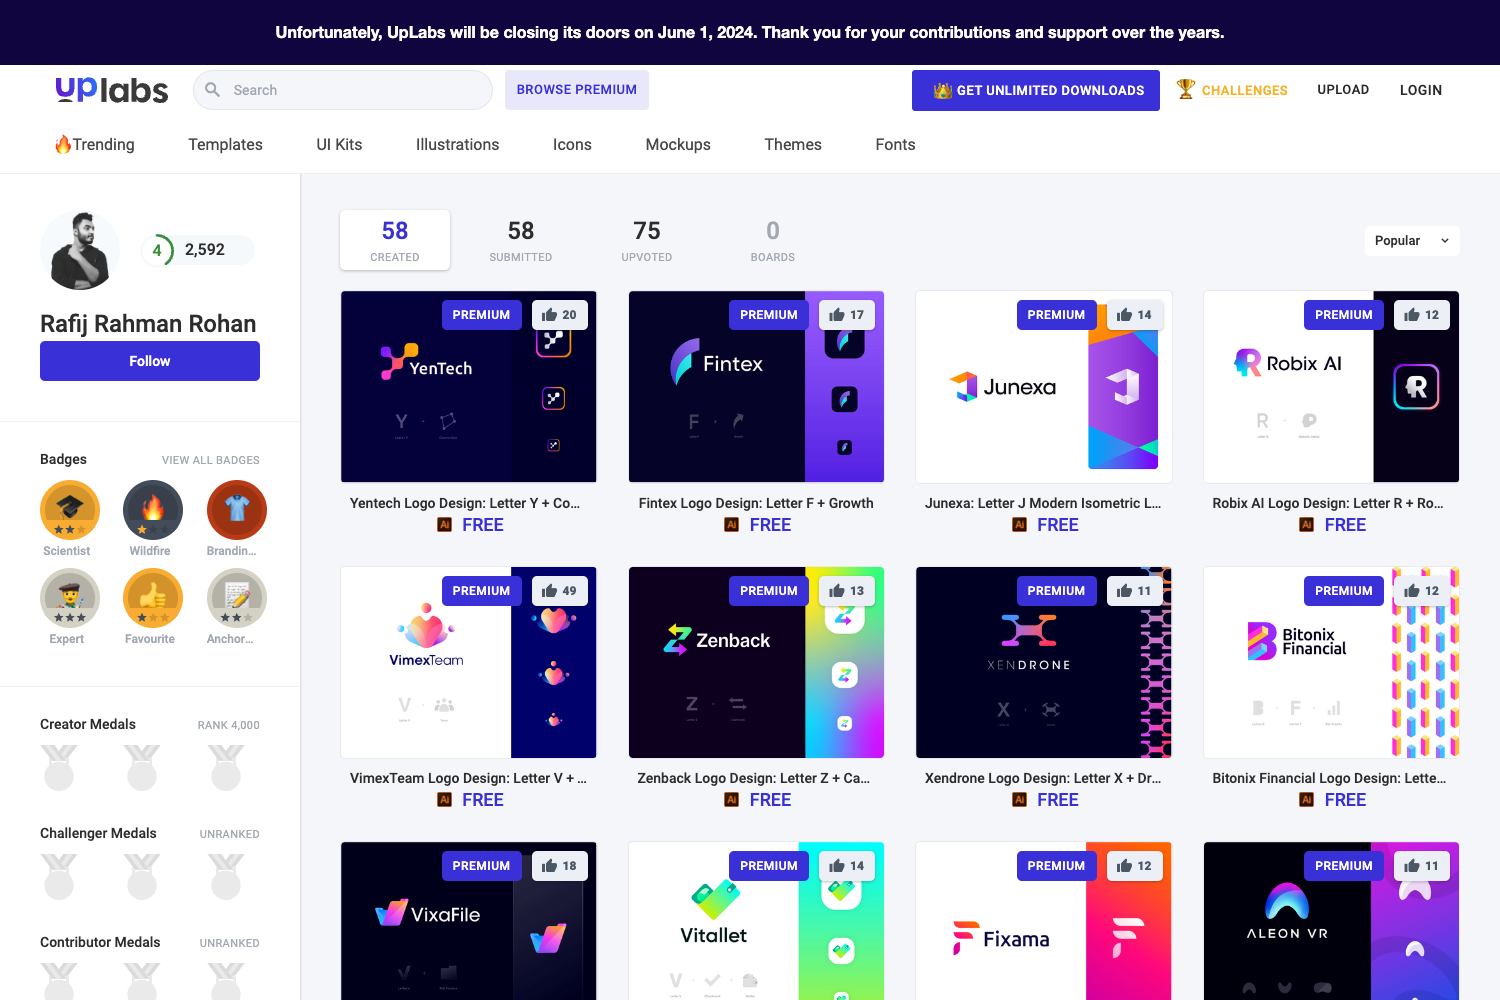 Unfortunately, UpLabs will be closing its doors on June 1, 2024. Thank you for your contributions and support over the years.
uplabs
Search
BROWSE PREMIUM
GET UNLIMITED DOWNLOADS
CHALLENGES
UPLOAD
LOGIN
Trending
Templates
UI Kits
Illustrations
Icons
Mockups
Themes
Fonts
4
2,592
Rafij Rahman Rohan
Follow
Badges
VIEW ALL BADGES
Scientist
Wildfire
Brandin...
Expert
Favourite
Anchor...
Creator Medals
RANK 4,000
Challenger Medals
UNRANKED
Contributor Medals
UNRANKED
58
CREATED
58
SUBMITTED
75
UPVOTED
0
BOARDS
Popular
PREMIUM
20
YenTech
Y
Yentech Logo Design: Letter Y + Co...
Ai FREE
PREMIUM
17
Fintex
F
Fintex Logo Design: Letter F + Growth
Ai FREE
PREMIUM
14
Junexa
Junexa: Letter J Modern Isometric L...
Ai FREE
PREMIUM
12
Robix AI
R
Robix AI Logo Design: Letter R + Ro...
Ai FREE
PREMIUM
49
VimexTeam
V
VimexTeam Logo Design: Letter V + ...
Ai FREE
PREMIUM
13
Zenback
Z
Zenback Logo Design: Letter Z + Ca...
Ai FREE
PREMIUM
11
XENDRONE
X
Xendrone Logo Design: Letter X + Dr...
Ai FREE
PREMIUM
12
Bitonix
Financial
B
F
Bitonix Financial Logo Design: Lette...
Ai FREE
PREMIUM
18
VixaFile
V
PREMIUM
14
Vitallet
V
PREMIUM
12
Fixama
PREMIUM
11
ALEON VR